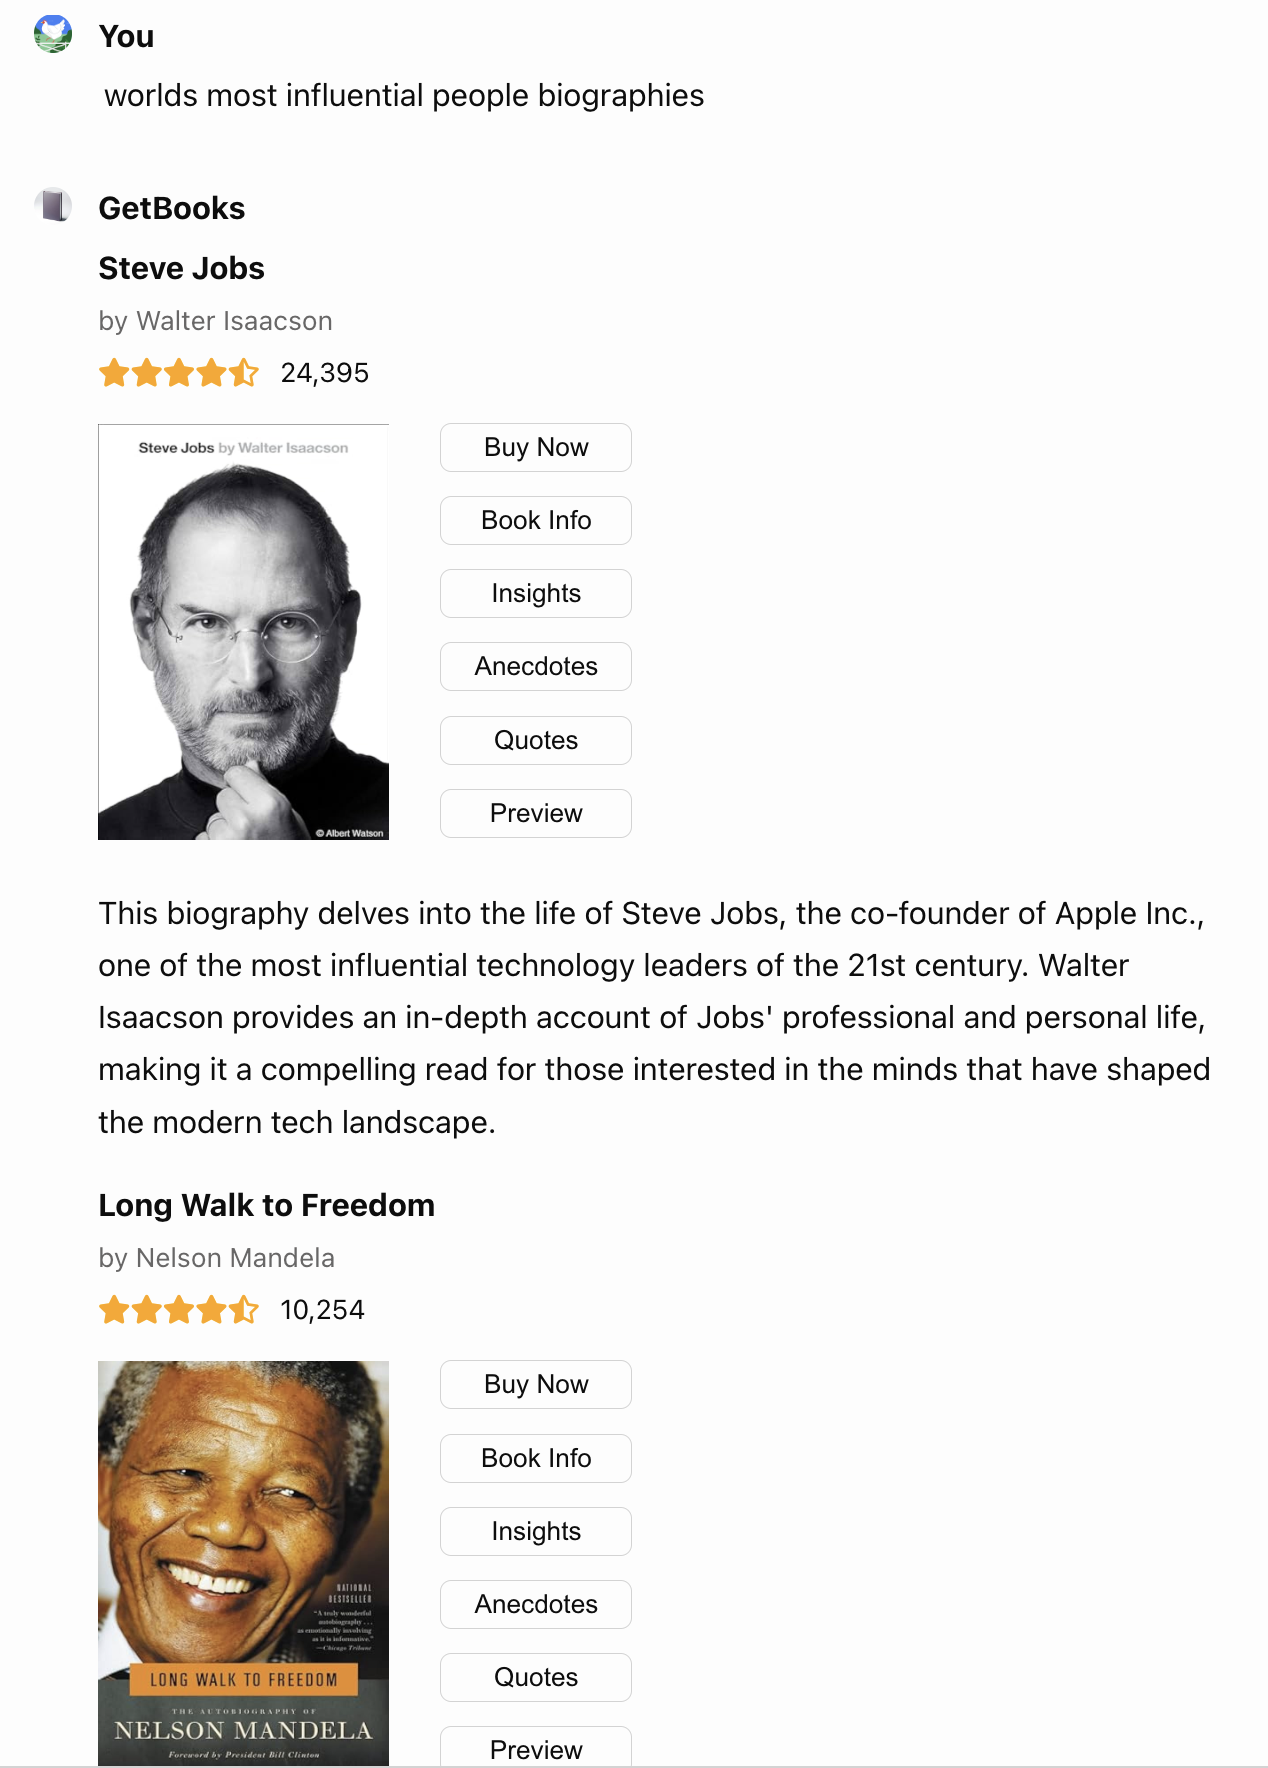 You
worlds most influential people biographies
GetBooks
Steve Jobs
by Walter Isaacson
24,395
Steve Jobs by Walter Isaacson
© Albert Watson
Buy Now
Book Info
Insights
Anecdotes
Quotes
Preview
This biography delves into the life of Steve Jobs, the co-founder of Apple Inc.,
one of the most influential technology leaders of the 21st century. Walter
Isaacson provides an in-depth account of Jobs' professional and personal life,
making it a compelling read for those interested in the minds that have shaped
the modern tech landscape.
Long Walk to Freedom
by Nelson Mandela
10,254
NATIONAL
BESTSELLER
"A truly wonderful
autobiography . . .
as emotionally involving
as it is informative."
—Chicago Tribune
LONG WALK TO FREEDOM
THE AUTOBIOGRAPHY OF
NELSON MANDELA
Foreword by President Bill Clinton
Buy Now
Book Info
Insights
Anecdotes
Quotes
Preview